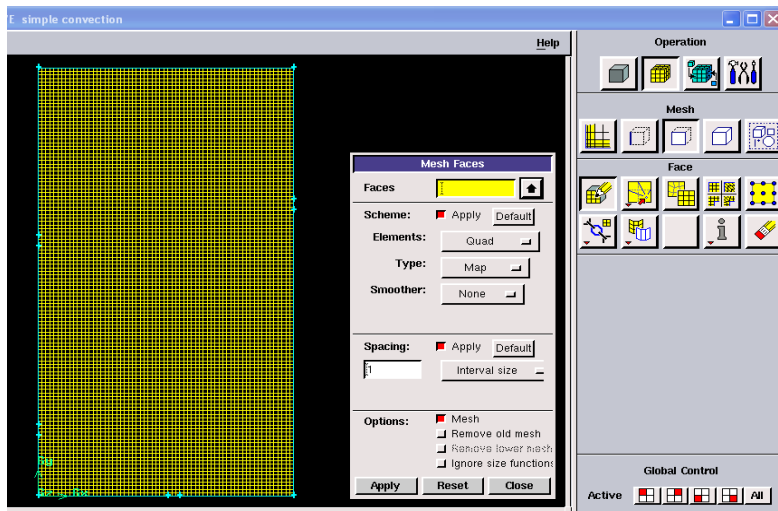 E simple convection
Help
Operation
Mesh
Face
Mesh Faces
Faces
Scheme: Apply Default
Elements: Quad
Type: Map
Smoother: None
Spacing: Apply Default
1 Interval size
Options: Mesh
Remove old mesh
Remove lower mesh
Ignore size functions
Apply Reset Close
Global Control
Active All